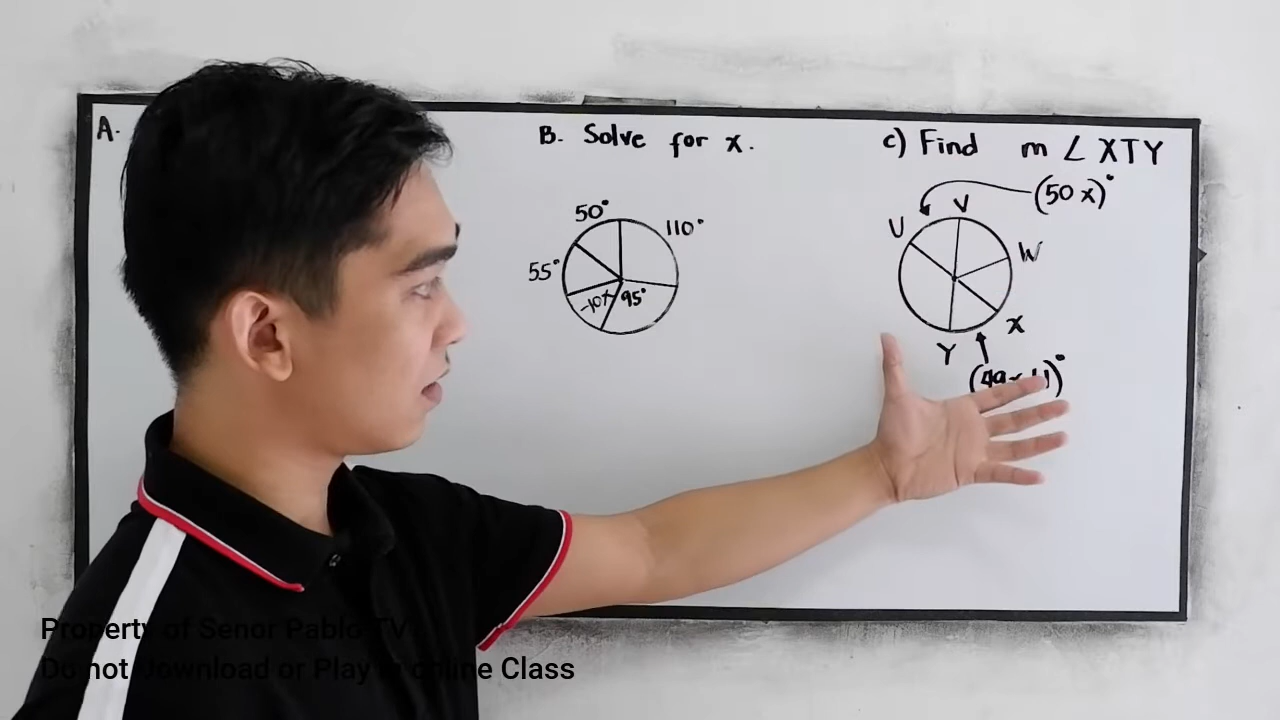 A.
B. Solve for x.
c) Find m ∠ XTY
(50 x)°
50°
110°
U
V
W
55°
-10x
95°
X
Y
Property of Senor Pablo TV
Do not Download or Play in online Class